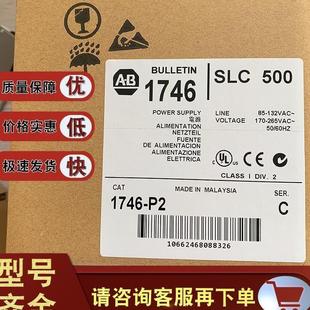 BULLETIN
A-B
1746
SLC 500
POWER SUPPLY
電源
ALIMENTATION
NETZTEIL
FUENTE
DE ALIMENTACION
ALIMENTAZIONE
ELETTRICA
LINE
VOLTAGE
85-132VAC~
170-265VAC~
50/60HZ
UL
CLASS I DIV. 2
CAT
MADE IN MALAYSIA
SER.
1746-P2
C
10662468088326
质量保障 优
价格实惠 低
极速发货 快
型号
齐全
请咨询客服再下单